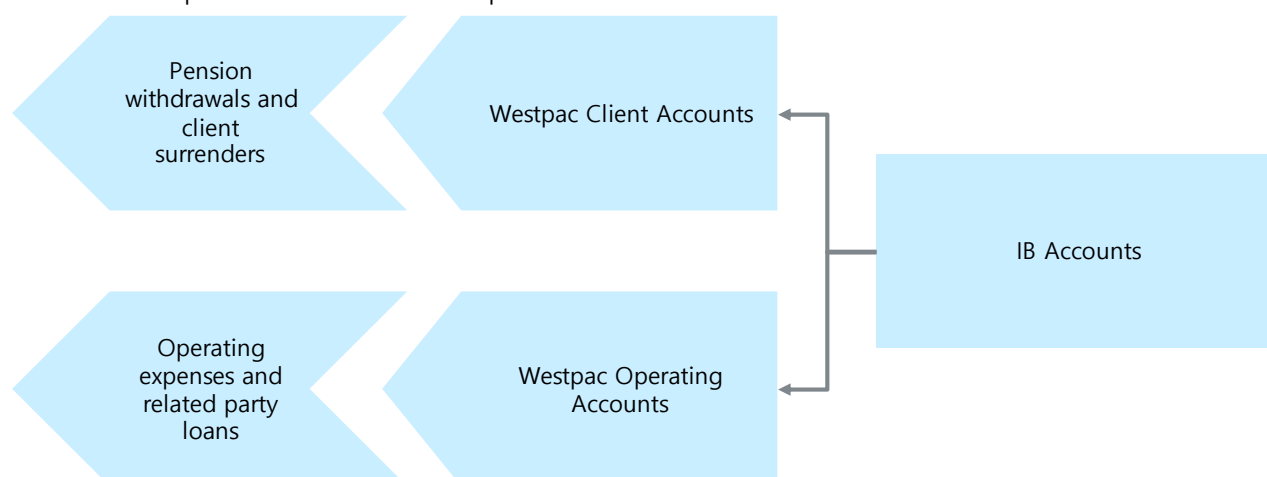 Pension
withdrawals and
client
surrenders
Westpac Client Accounts
IB Accounts
Operating
expenses and
related party
loans
Westpac Operating
Accounts